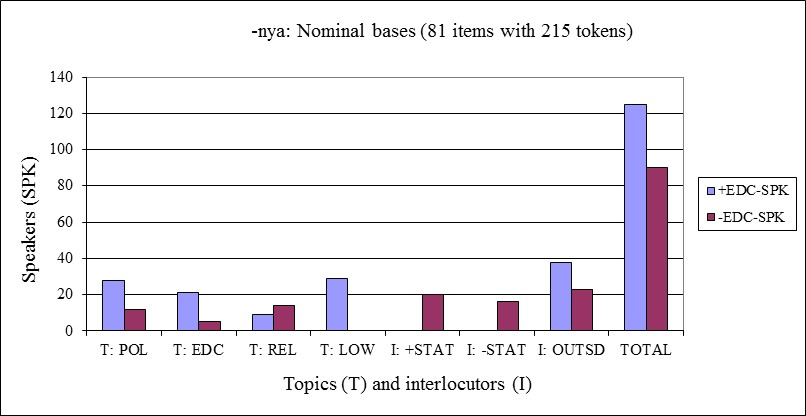 -nya: Nominal bases (81 items with 215 tokens)
Speakers (SPK)
140
120
100
80
60
40
20
0
T: POL T: EDC T: REL T: LOW I: +STAT I: -STAT I: OUTSD TOTAL
Topics (T) and interlocutors (I)
+EDC-SPK
-EDC-SPK